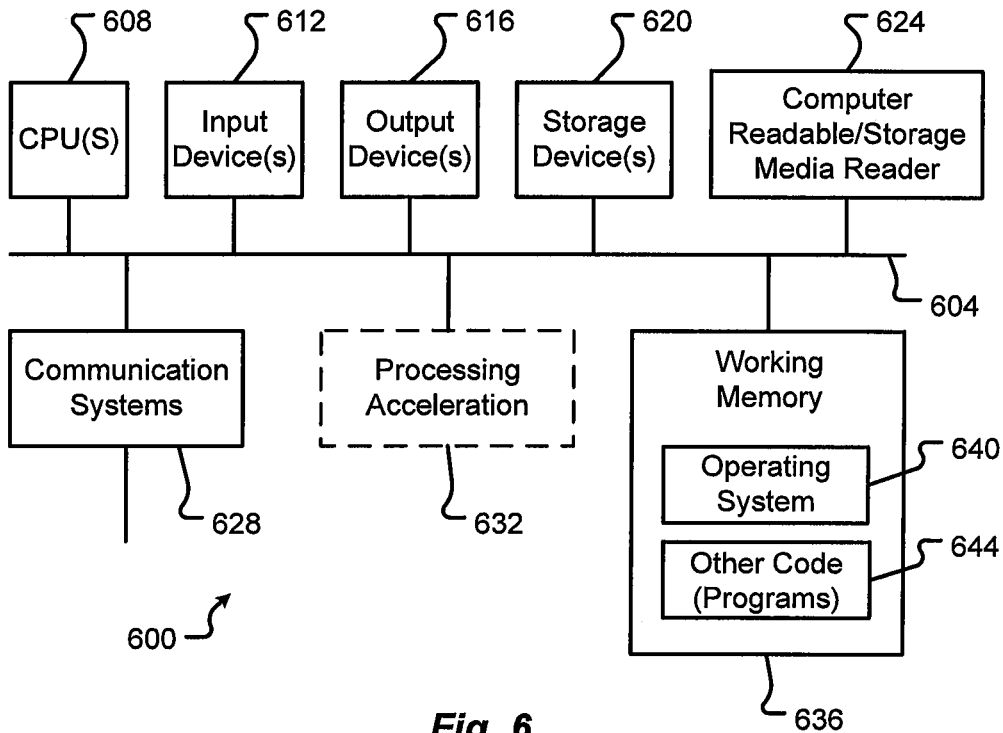 608
612
616
620
624
CPU(S)
Input
Device(s)
Output
Device(s)
Storage
Device(s)
Computer
Readable/Storage
Media Reader
604
Communication
Systems
Processing
Acceleration
Working
Memory
Operating
System
640
628
632
Other Code
(Programs)
644
600
636
Fig. 6